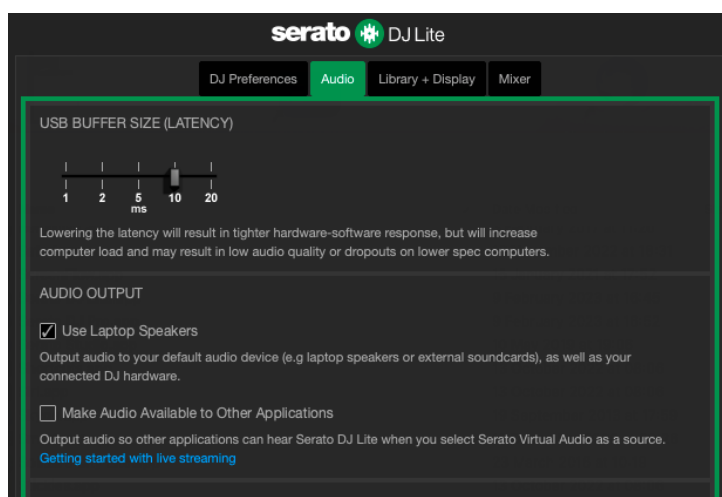 serato DJ Lite
DJ Preferences Audio Library + Display Mixer
USB BUFFER SIZE (LATENCY)
1 2 5 10 20
ms
Lowering the latency will result in tighter hardware-software response, but will increase
computer load and may result in low audio quality or dropouts on lower spec computers.
AUDIO OUTPUT
Use Laptop Speakers
Output audio to your default audio device (e.g laptop speakers or external soundcards), as well as your
connected DJ hardware.
Make Audio Available to Other Applications
Output audio so other applications can hear Serato DJ Lite when you select Serato Virtual Audio as a source.
Getting started with live streaming